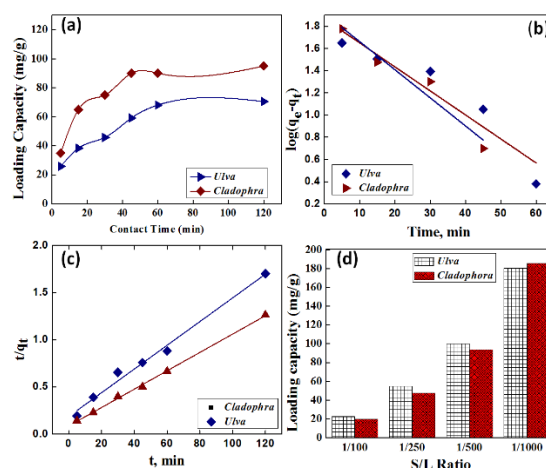 (a)
Loading Capacity (mg/g)
120
100
80
60
40
20
0
0 20 40 60 80 100 120
Contact Time (min)
Ulva
Cladophra
(b)
log(qe-qt)
1.8
1.6
1.4
1.2
1.0
0.8
0.6
0.4
0.2
0 10 20 30 40 50 60
Time, min
Ulva
Cladophra
(c)
t/qt
2.0
1.5
1.0
0.5
0.0
0 20 40 60 80 100 120
t, min
Cladophra
Ulva
(d)
Loading capacity (mg/g)
200
180
160
140
120
100
80
60
40
20
0
1/100 1/250 1/500 1/1000
S/L Ratio
Ulva
Cladophora